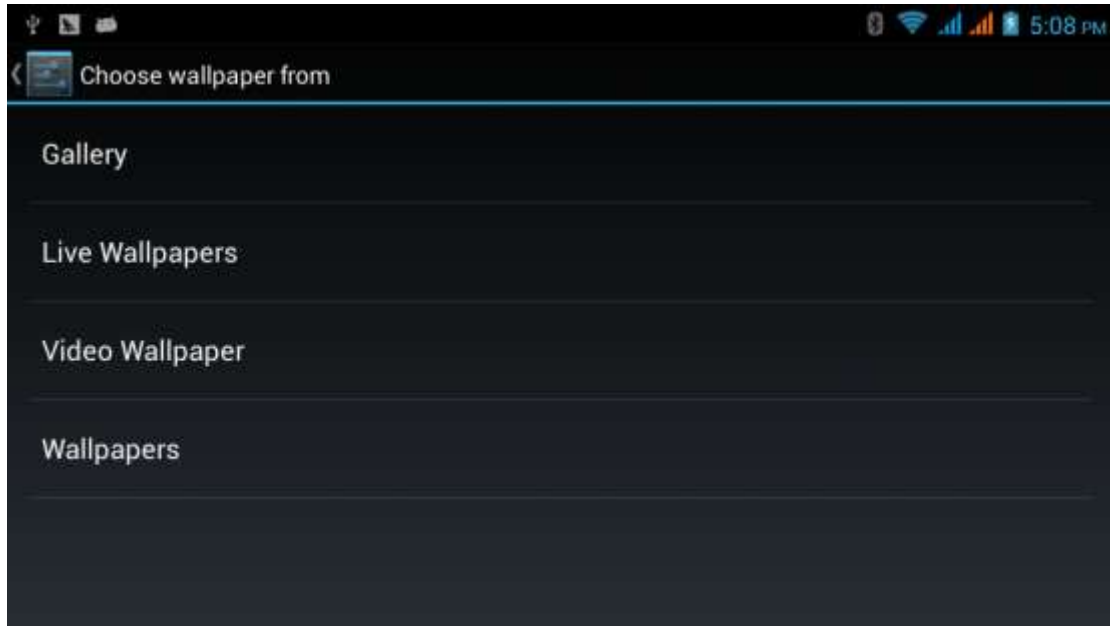 5:08 PM
Choose wallpaper from
Gallery
Live Wallpapers
Video Wallpaper
Wallpapers